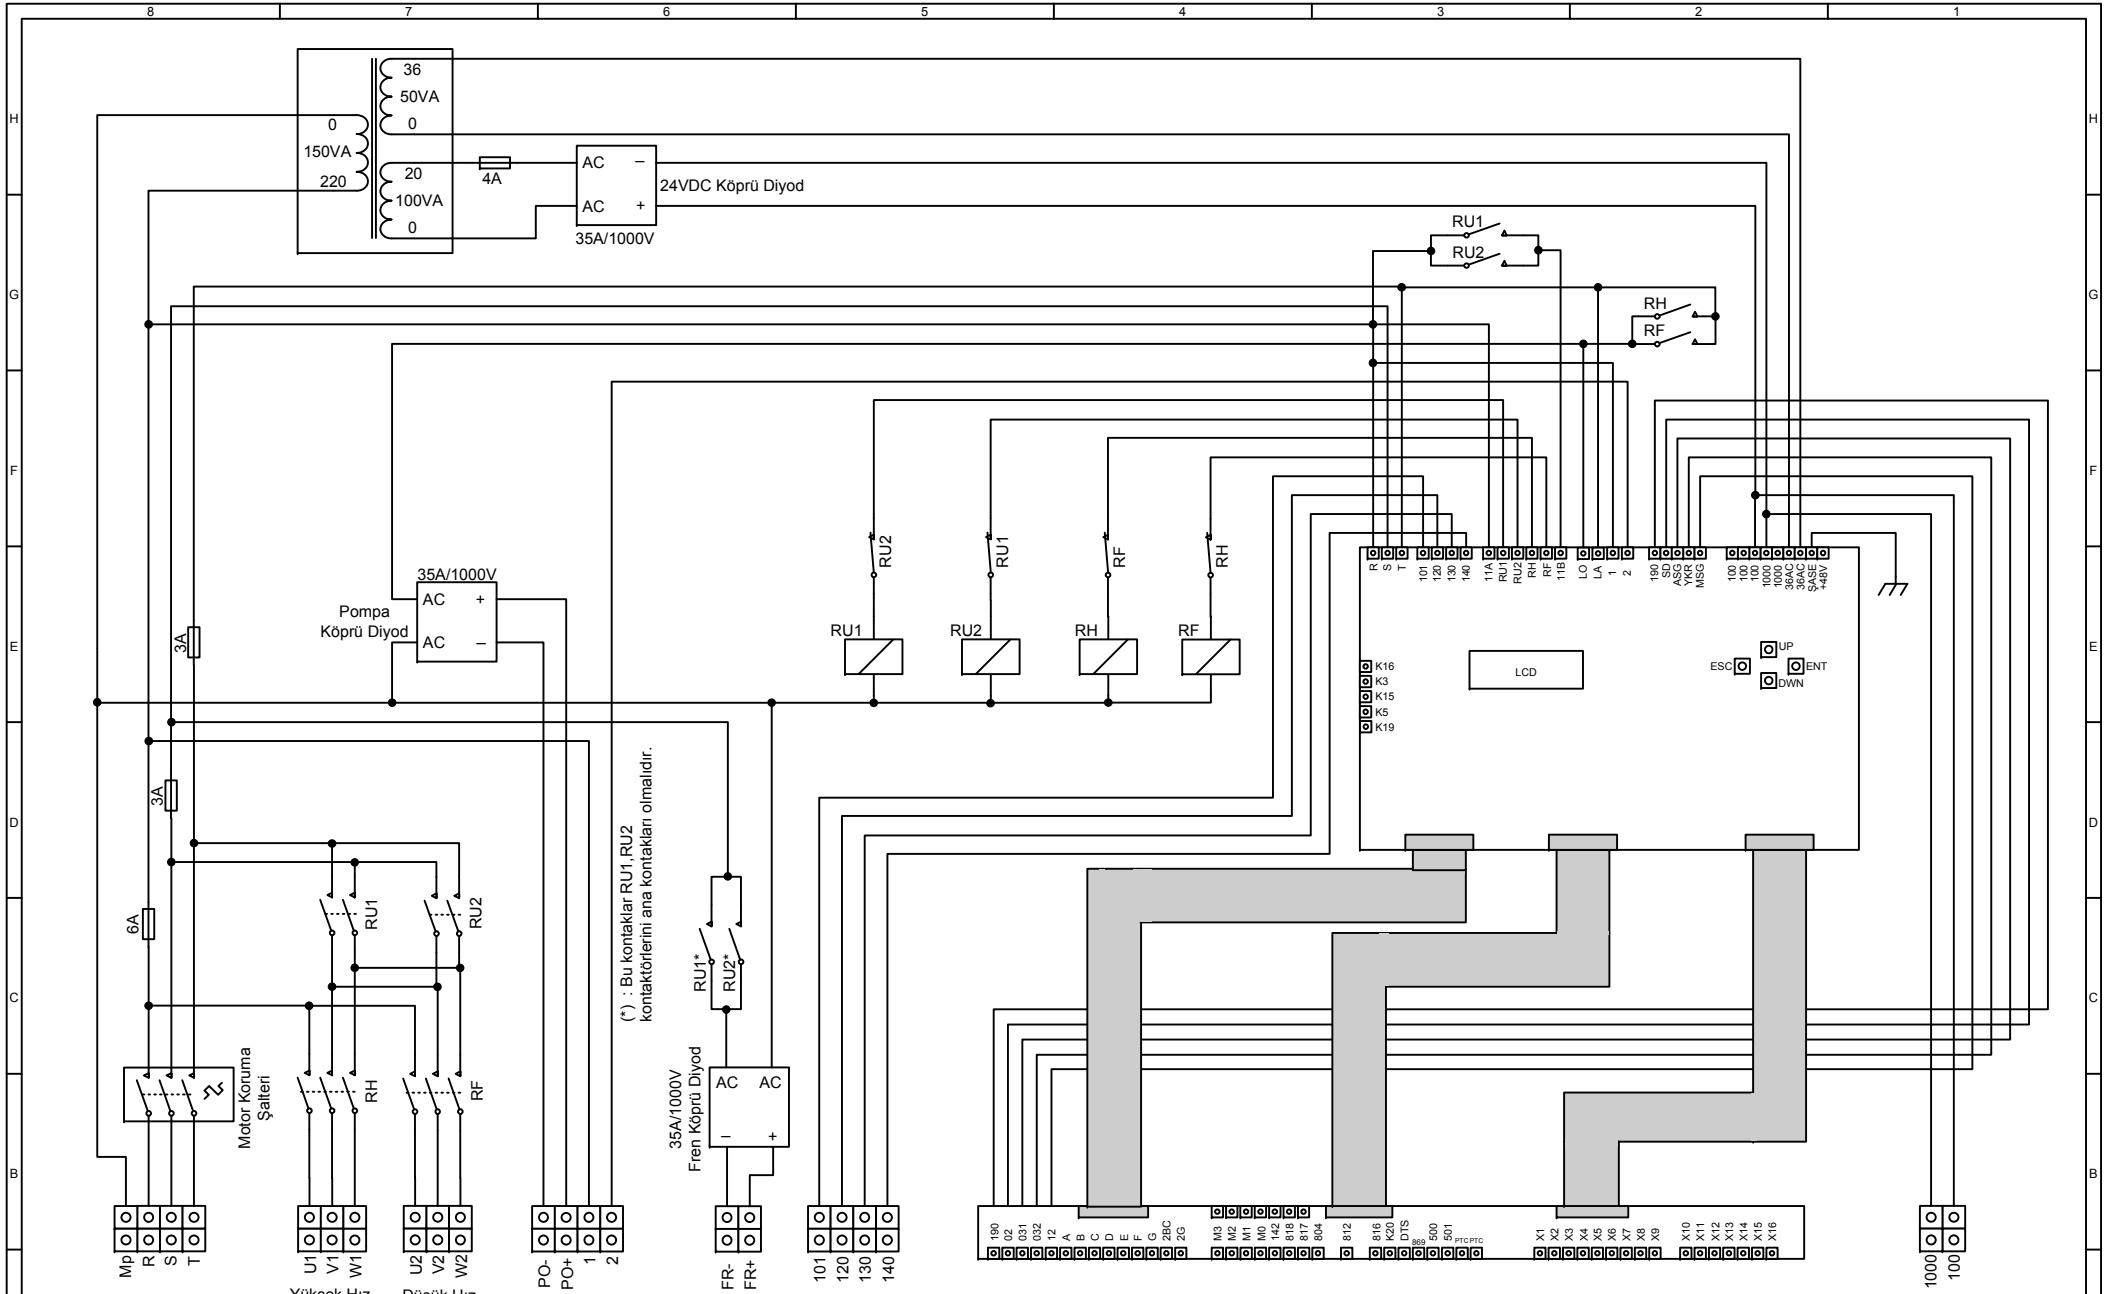 8 7 6 5 4 3 2 1
H
G
F
E
D
C
B
H
G
F
E
D
C
B
0
150VA
220
36
50VA
0
20
100VA
0
4A
AC –
AC +
35A/1000V
24VDC Köprü Diyod
RU1
RU2
RH
RF
35A/1000V
AC +
AC –
Pompa
Köprü Diyod
3A
3A
6A
RU2
RU1
RF
RH
RU1
RU2
RH
RF
R S T
101 120 130 140
11A RU1 RU2 RH RF 11B
LO LA 1 2
190 SD ASG YKR MSG
100 100 100 1000 1000 36AC 36AC ŞASE +48V
K16
K3
K15
K5
K19
LCD
ESC
UP
ENT
DWN
(*) : Bu kontaklar RU1,RU2
kontaktörlerini ana kontakları olmalıdır.
RU1
RU2
RH
RF
RU1*
RU2*
Motor Koruma
Şalteri
35A/1000V
Fren Köprü Diyod
AC AC
– +
Mp R S T
U1 V1 W1
U2 V2 W2
Yüksek Hız
Düşük Hız
PO- PO+ 1 2
FR- FR+
101 120 130 140
190 02 031 032 12 A B C D E F G 2BC 2G
M3 M2 M1 M0 142 818 817 804
812
816 K20 DTS 869 500 501 PTC PTC
X1 X2 X3 X4 X5 X6 X7 X8 X9
X10 X11 X12 X13 X14 X15 X16
1000 100